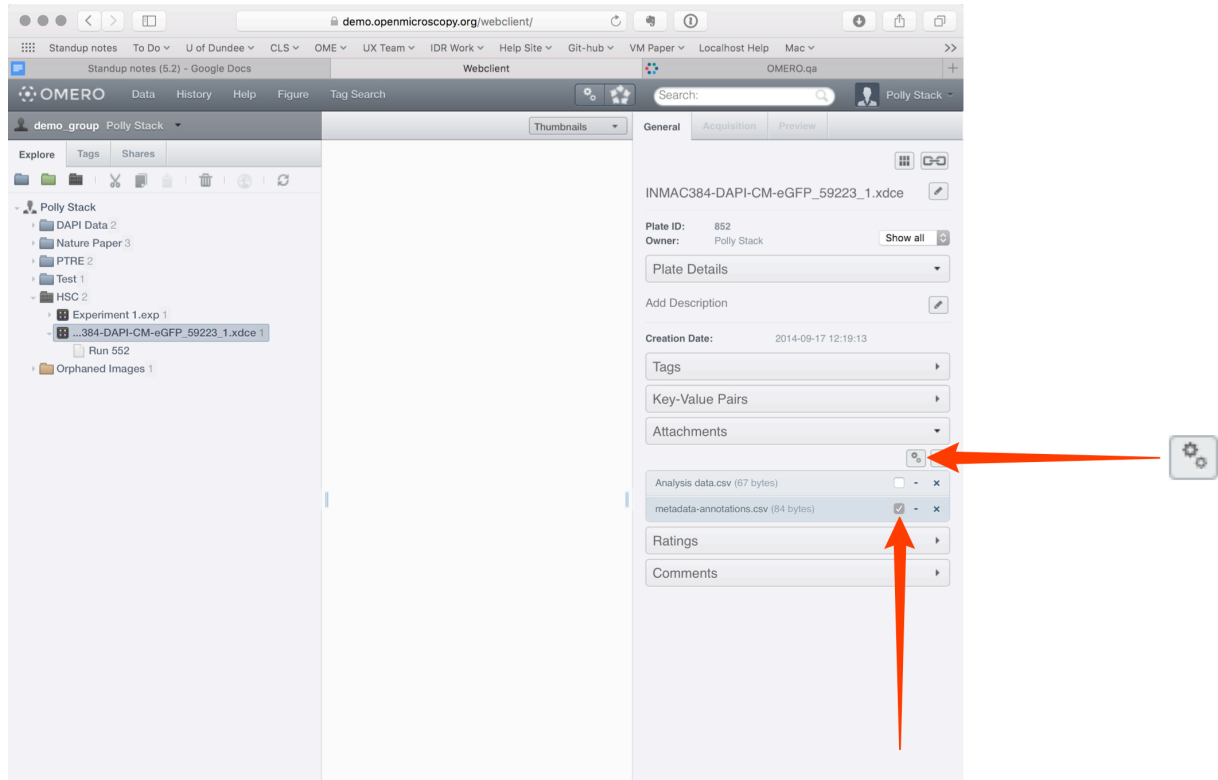 demo.openmicroscopy.org/webclient/
Standup notes To Do U of Dundee CLS OME UX Team IDR Work Help Site Git-hub VM Paper Localhost Help Mac >>
Standup notes (5.2) - Google Docs Webclient OMERO.qa +
OMERO Data History Help Figure Tag Search Search: Polly Stack
demo_group Polly Stack Thumbnails General Acquisition Preview
Explore Tags Shares
INMAC384-DAPI-CM-eGFP_59223_1.xdce
Polly Stack
DAPI Data 2
Nature Paper 3
PTRE 2
Test 1
HSC 2
Experiment 1.exp 1
...384-DAPI-CM-eGFP_59223_1.xdce 1
Run 552
Orphaned Images 1
Plate ID: 852
Owner: Polly Stack Show all
Plate Details
Add Description
Creation Date: 2014-09-17 12:19:13
Tags
Key-Value Pairs
Attachments
Analysis data.csv (67 bytes) - x
metadata-annotations.csv (84 bytes) - x
Ratings
Comments